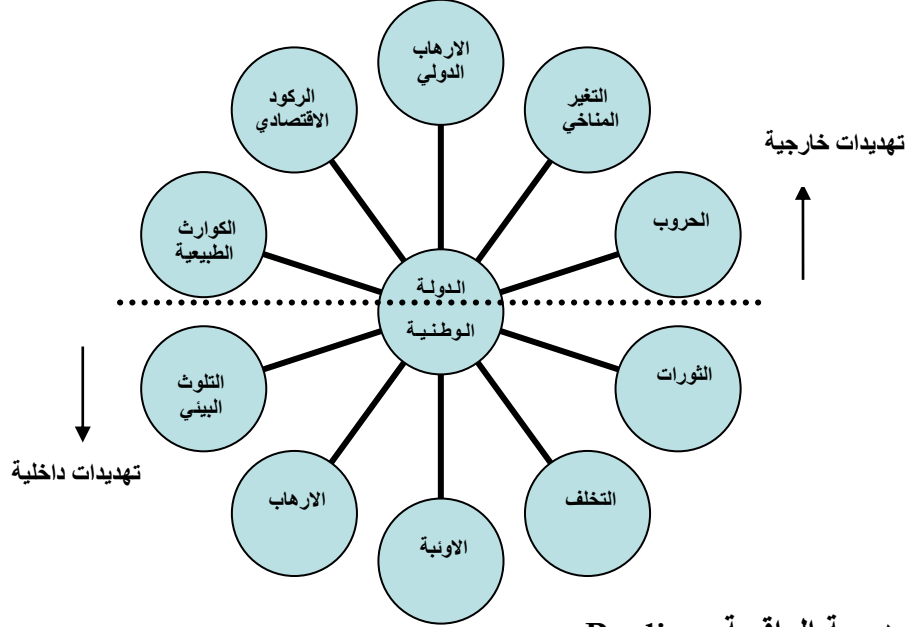 الارهاب
الدولي
الركود
الاقتصادي
التغير
المناخي
تهديدات خارجية
الكوارث
الطبيعية
الحروب
الدولة
الوطنية
التلوث
البيئي
الثورات
تهديدات داخلية
الارهاب
التخلف
الاوئبة